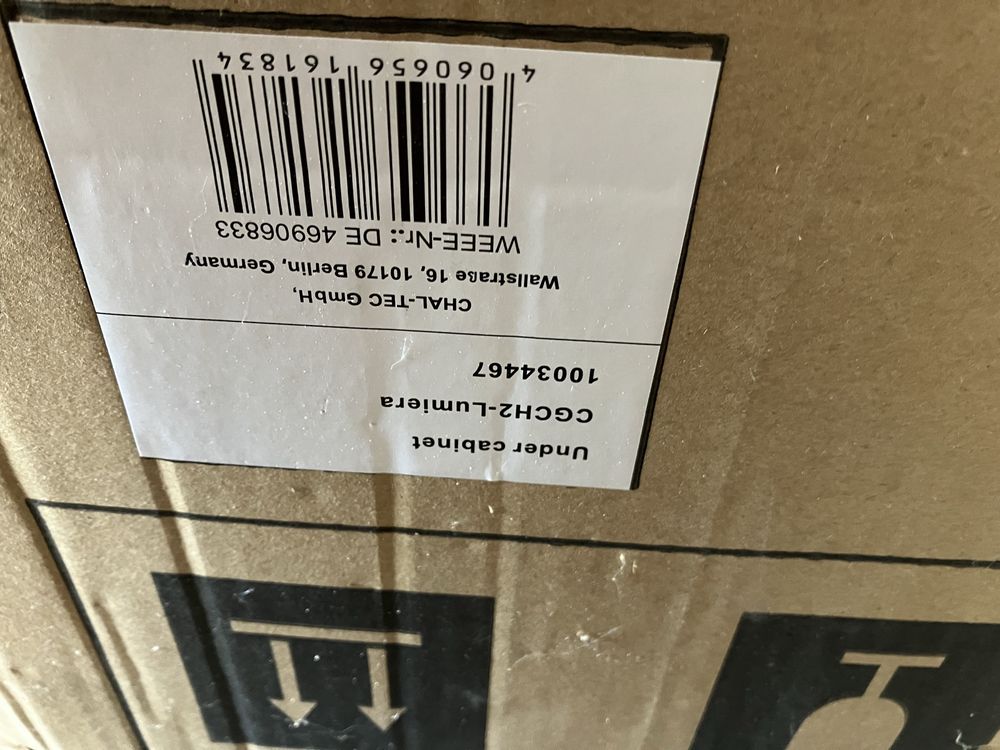 Under cabinet
CGCH2-Lumiera
10034467
CHAL-TEC GmbH,
Wallstraße 16, 10179 Berlin, Germany
WEEE-Nr.: DE 46906833
4 060656 161834